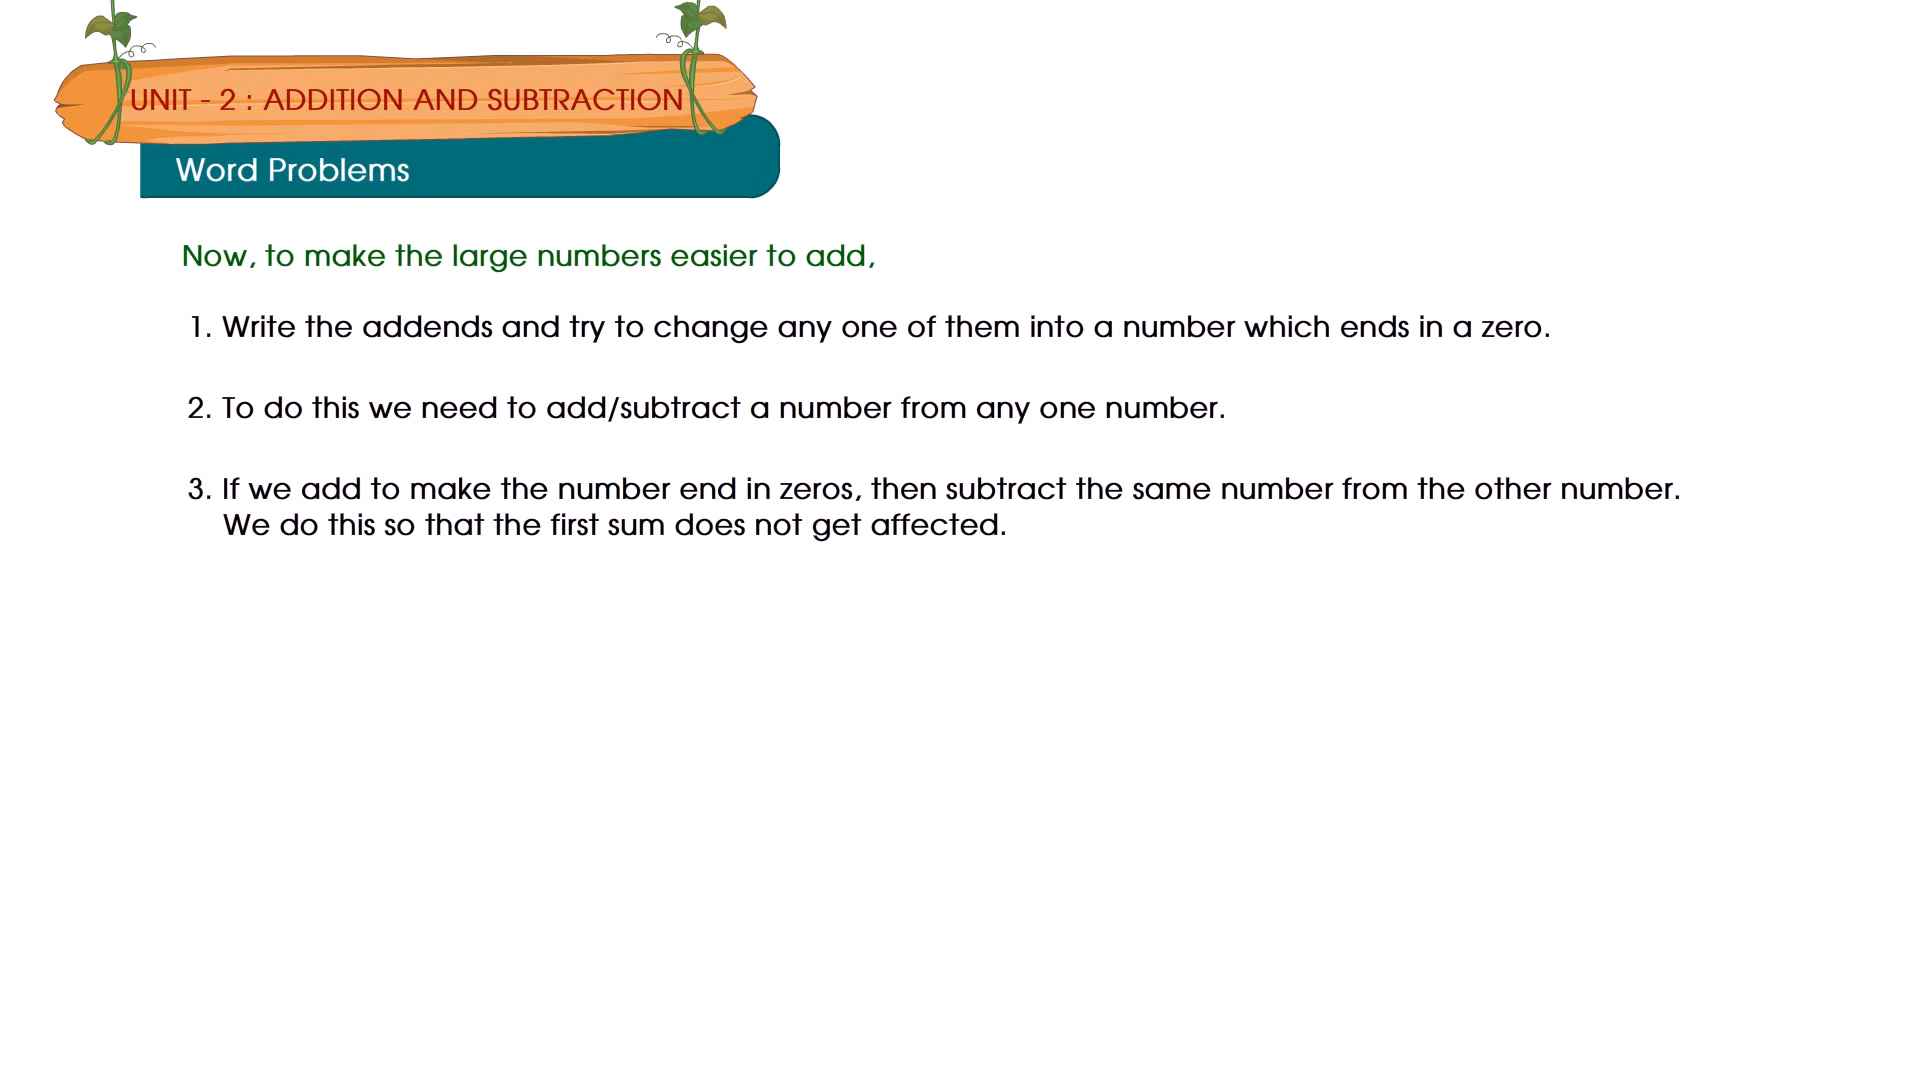 UNIT - 2 : ADDITION AND SUBTRACTION
Word Problems
Now, to make the large numbers easier to add,
1. Write the addends and try to change any one of them into a number which ends in a zero.
2. To do this we need to add/subtract a number from any one number.
3. If we add to make the number end in zeros, then subtract the same number from the other number.
We do this so that the first sum does not get affected.